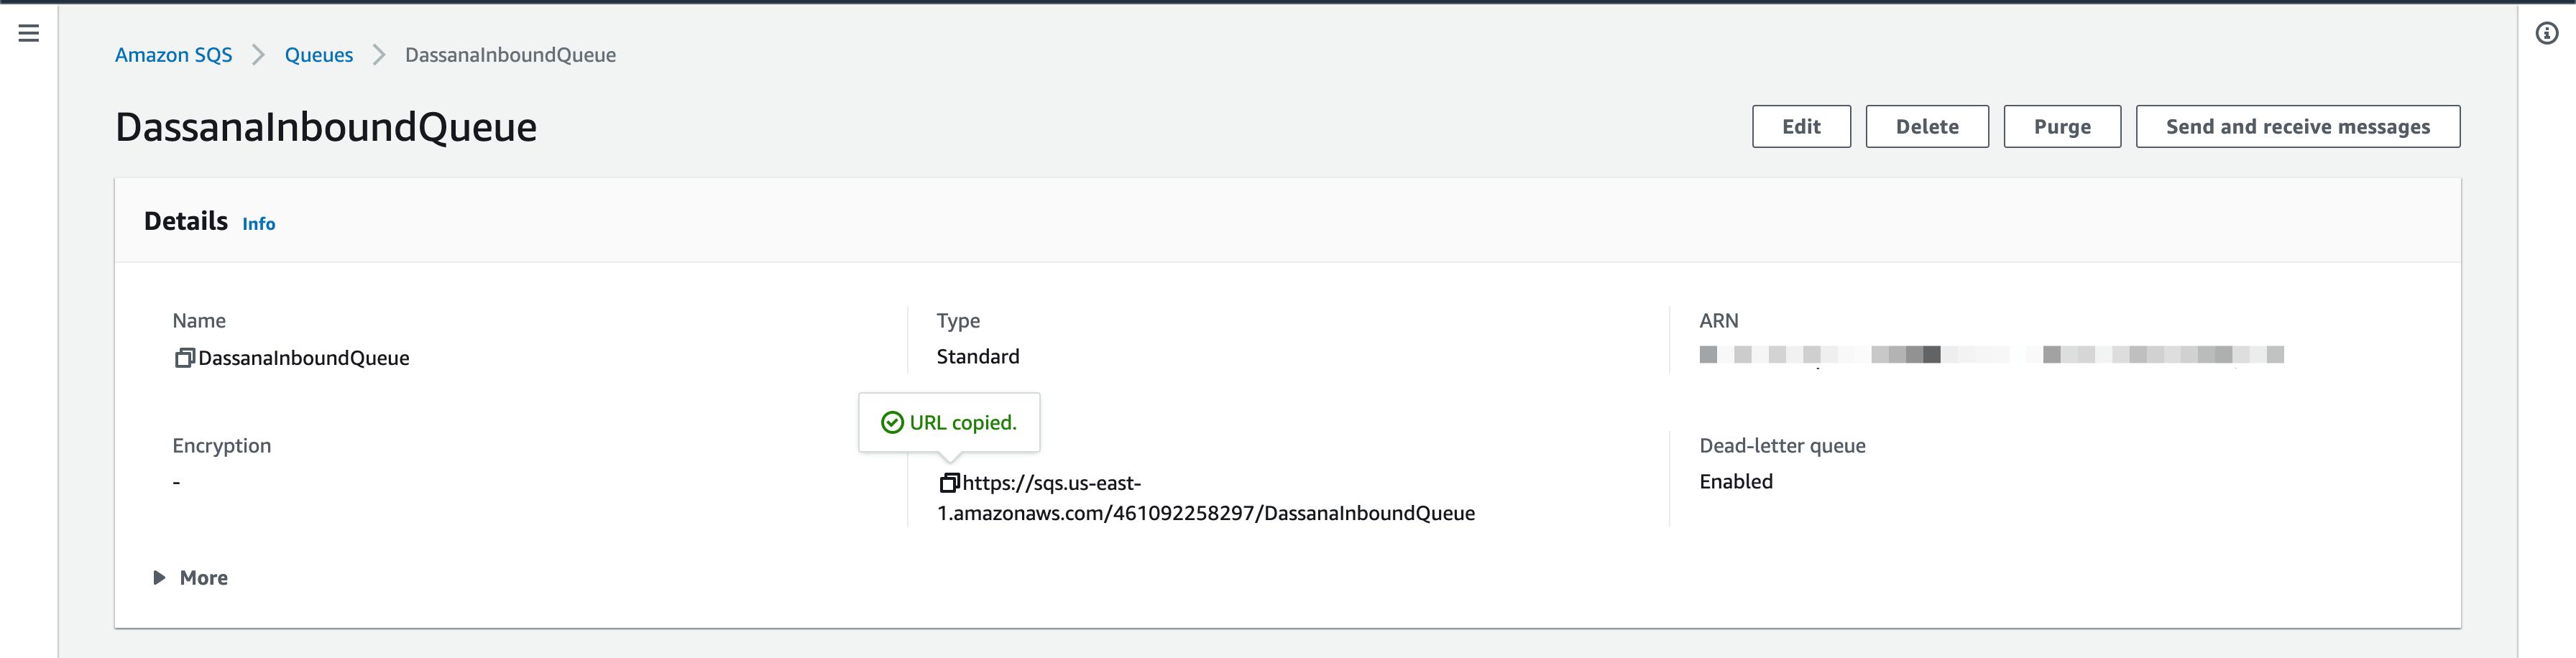 Amazon SQS > Queues > DassanaInboundQueue
DassanaInboundQueue
Edit
Delete
Purge
Send and receive messages
Details Info
Name
DassanaInboundQueue
Type
Standard
ARN
Encryption
-
URL copied.
https://sqs.us-east-
1.amazonaws.com/461092258297/DassanaInboundQueue
Dead-letter queue
Enabled
More